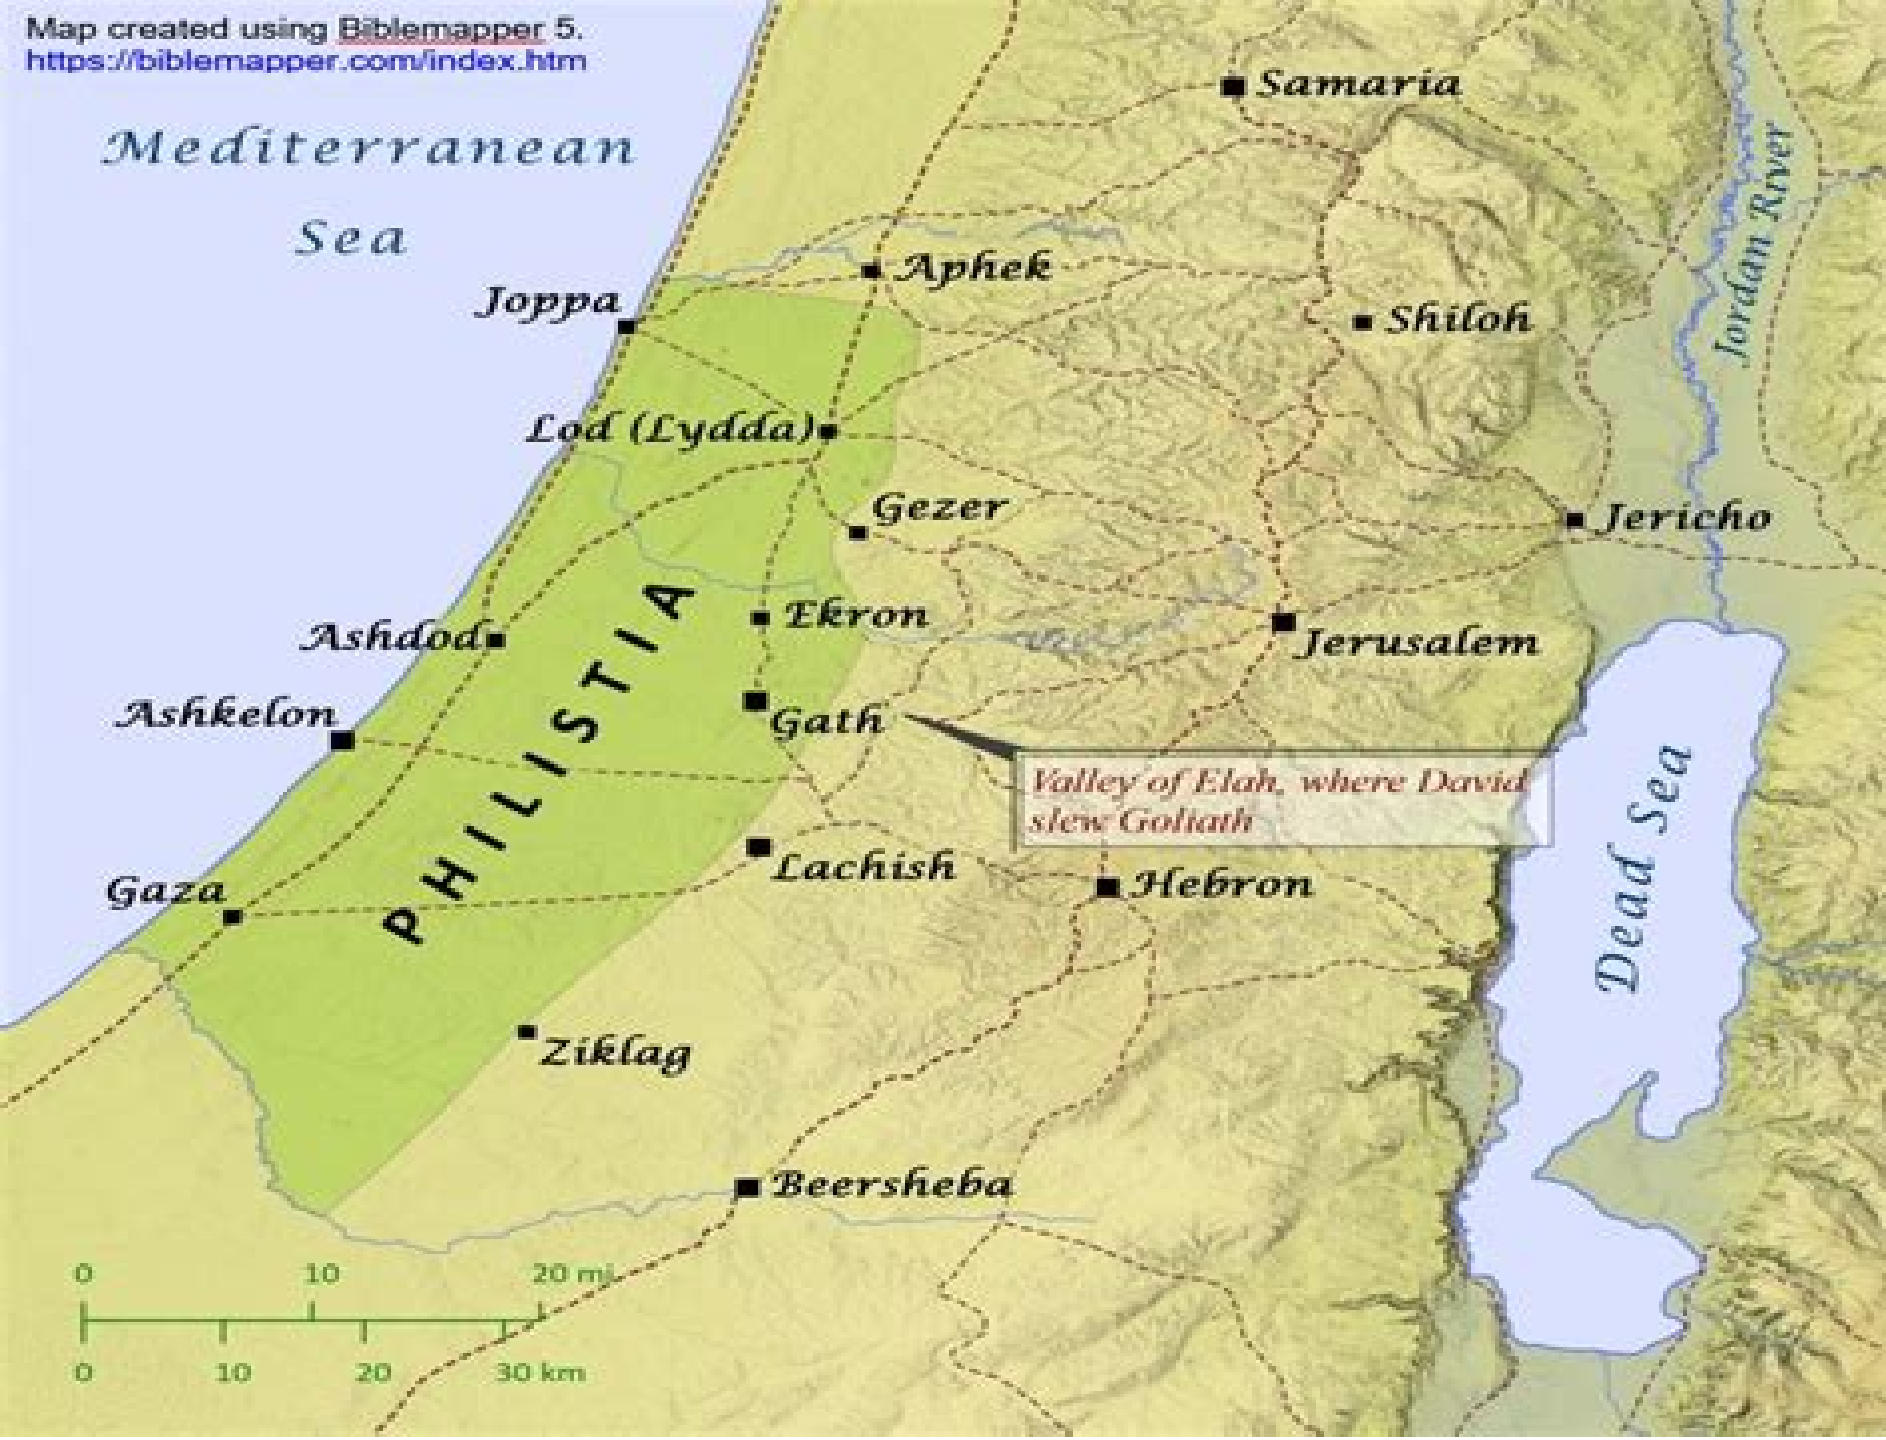 Map created using Biblemapper 5.
https://biblemapper.com/index.htm
Mediterranean
Sea
Samaria
Jordan River
Aphek
Joppa
Shiloh
Lod (Lydda)
Gezer
Jericho
Ekron
Ashdod
Jerusalem
Ashkelon
Gath
PHILISTIA
Valley of Elah, where David
slew Goliath
Dead Sea
Lachish
Hebron
Gaza
Ziklag
Beersheba
0 10 20 mi
0 10 20 30 km